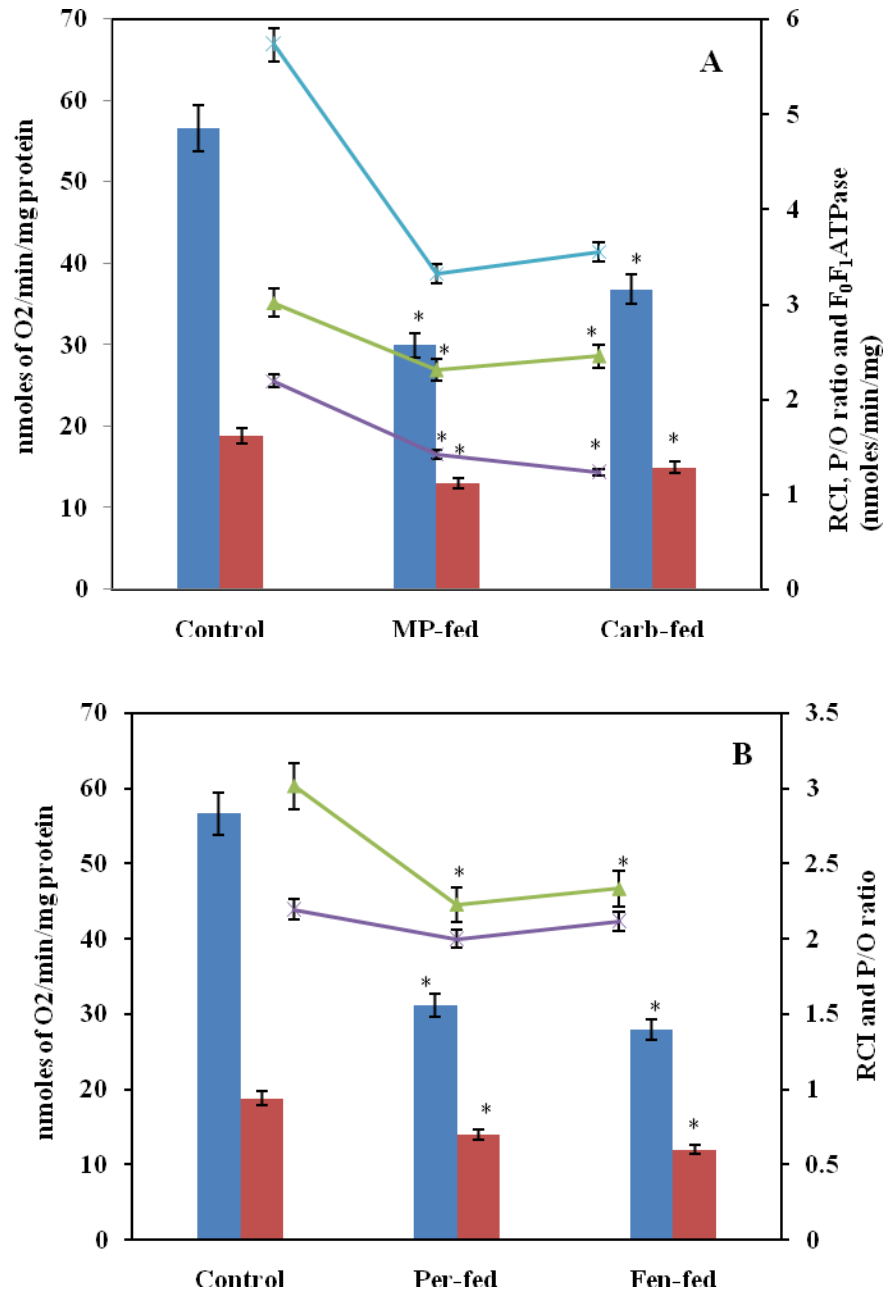 A
nmoles of O2/min/mg protein
70
60
50
40
30
20
10
0
* * * * * * * *
6
5
4
3
2
1
0
RCI, P/O ratio and F₀F₁ATPase
(nmoles/min/mg)
Control MP-fed Carb-fed
B
nmoles of O2/min/mg protein
70
60
50
40
30
20
10
0
* * * * * *
3.5
3
2.5
2
1.5
1
0.5
0
RCI and P/O ratio
Control Per-fed Fen-fed